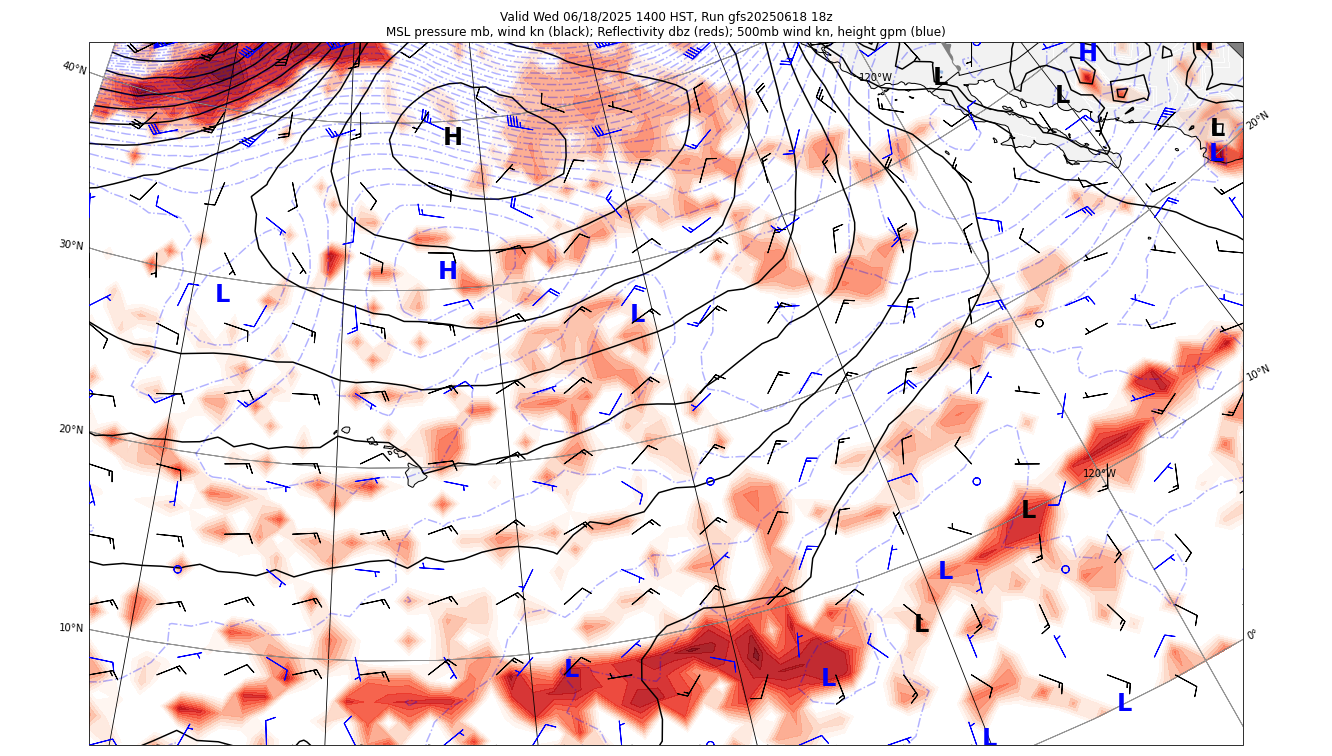 Valid Wed 06/18/2025 1400 HST, Run gfs20250618 18z
MSL pressure mb, wind kn (black); Reflectivity dbz (reds); 500mb wind kn, height gpm (blue)
H
H
40°N
120°W
L
L
L
20°N
H
L
30°N
H
L
L
10°N
20°N
120°W
L
L
10°N
L
0°
L
L
L
L